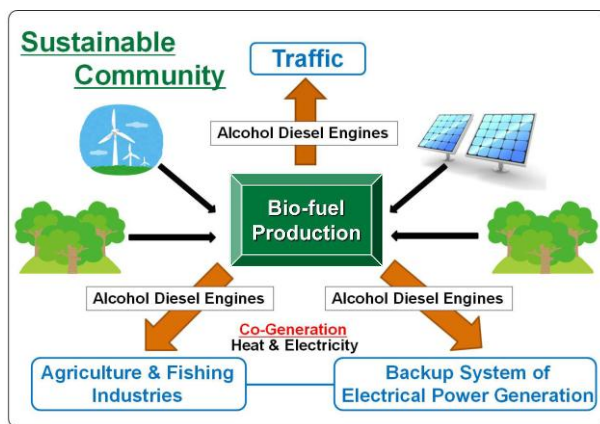 Sustainable
Community
Traffic
Alcohol Diesel Engines
Bio-fuel
Production
Alcohol Diesel Engines
Alcohol Diesel Engines
Co-Generation
Heat & Electricity
Agriculture & Fishing
Industries
Backup System of
Electrical Power Generation